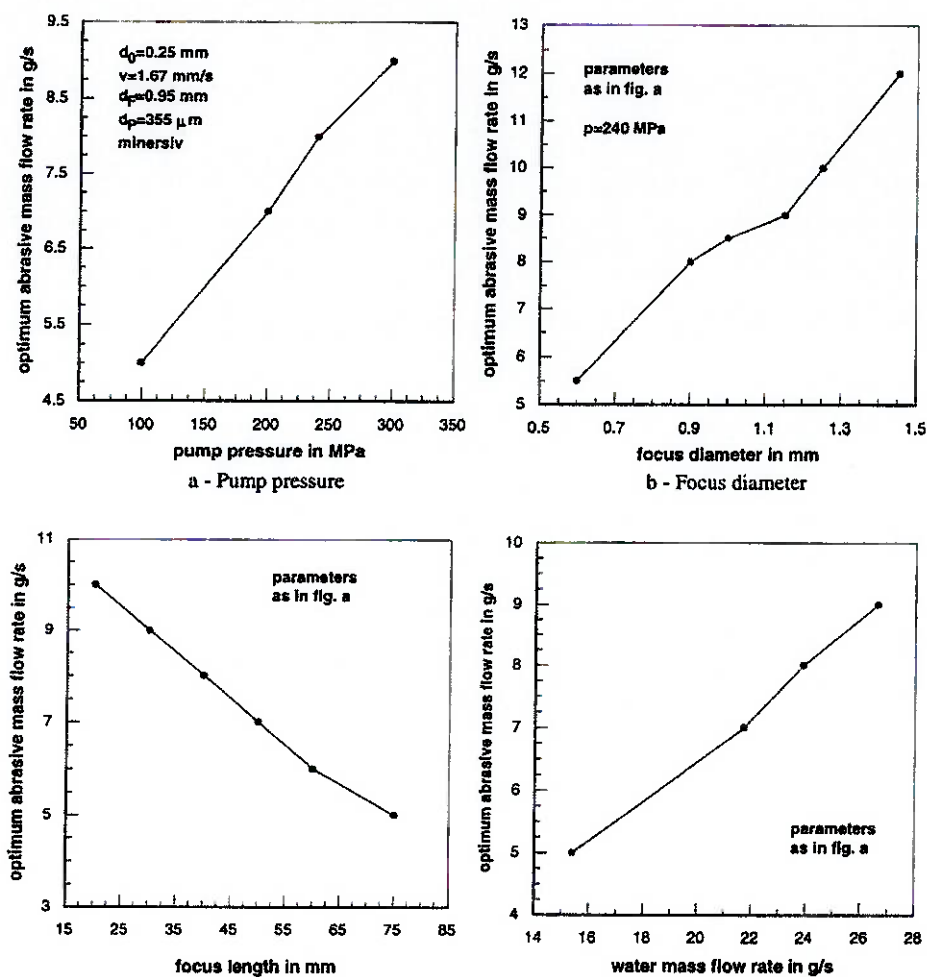 optimum abrasive mass flow rate in g/s
9.5
8.5
7.5
6.5
5.5
4.5
d0=0.25 mm
v=1.67 mm/s
dF=0.95 mm
dP=355 μm
minersiv
50 100 150 200 250 300 350
pump pressure in MPa
a - Pump pressure
optimum abrasive mass flow rate in g/s
13
12
11
10
9
8
7
6
5
parameters
as in fig. a
p=240 MPa
0.5 0.7 0.9 1.1 1.3 1.5
focus diameter in mm
b - Focus diameter
optimum abrasive mass flow rate in g/s
11
9
7
5
3
parameters
as in fig. a
15 25 35 45 55 65 75 85
focus length in mm
optimum abrasive mass flow rate in g/s
10
9
8
7
6
5
4
parameters
as in fig. a
14 16 18 20 22 24 26 28
water mass flow rate in g/s